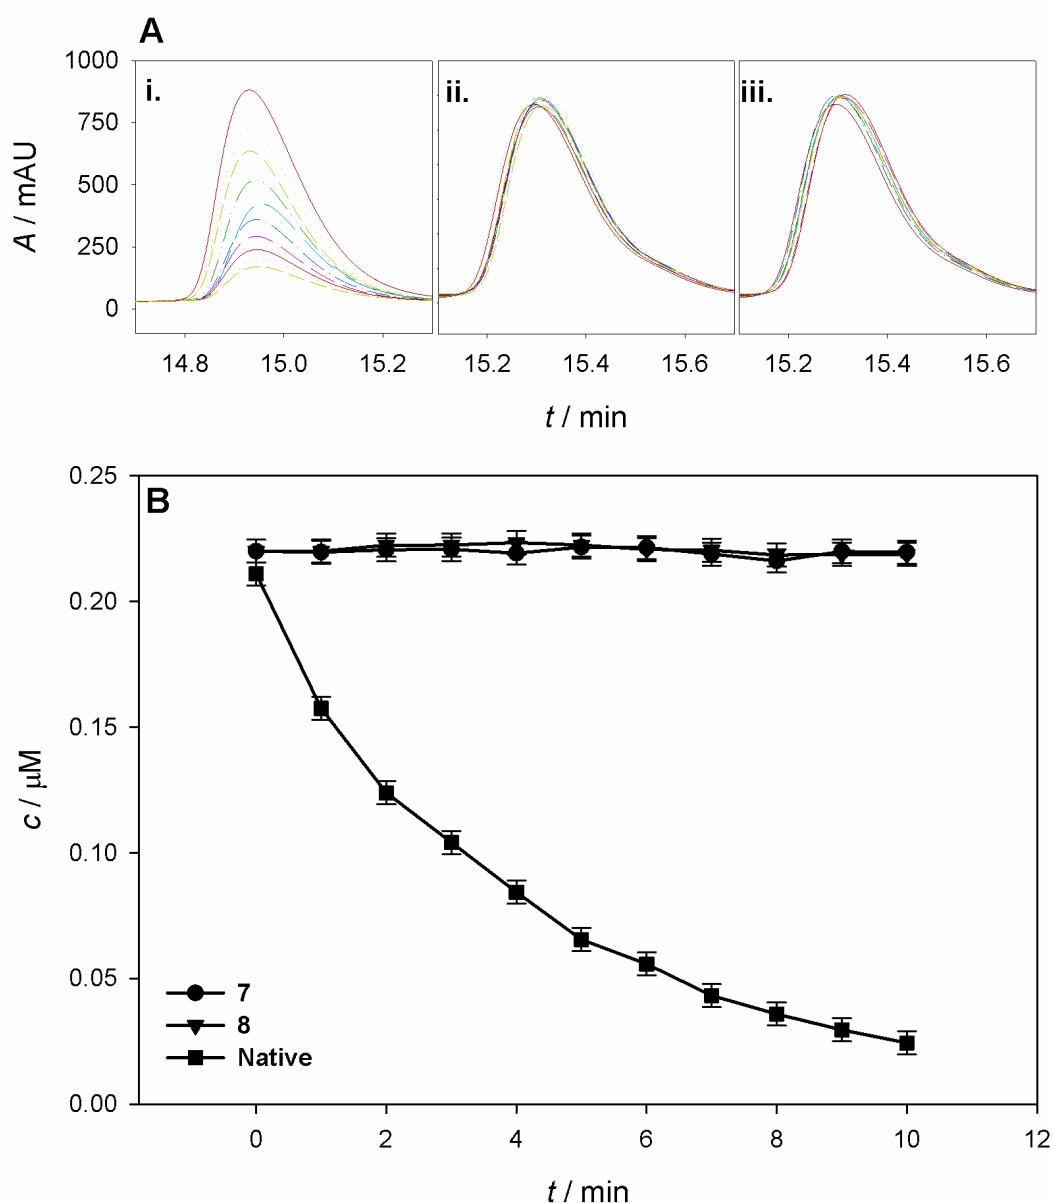 A
i.
ii.
iii.
1000
750
500
250
0
A / mAU
14.8 15.0 15.2 15.2 15.4 15.6 15.2 15.4 15.6
t / min
B
0.25
0.20
0.15
0.10
0.05
0.00
c / μM
7
8
Native
0 2 4 6 8 10 12
t / min